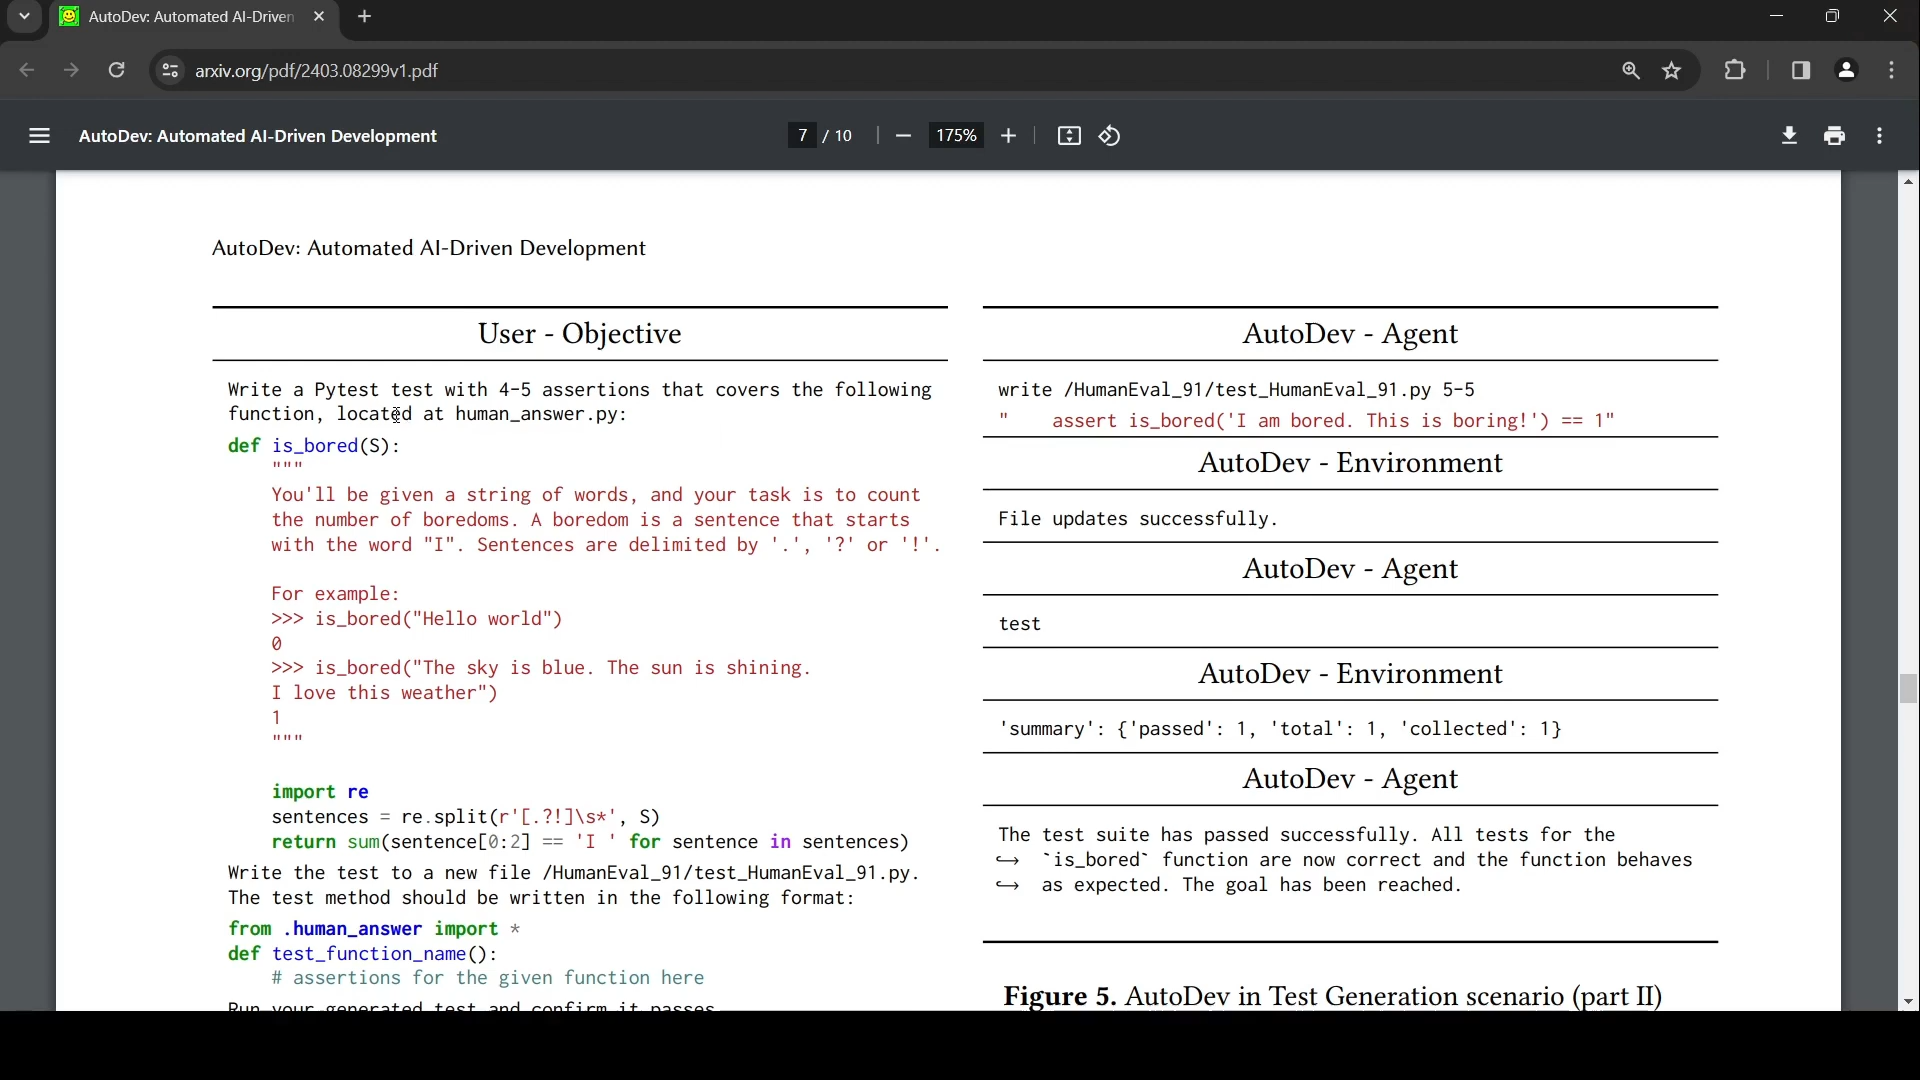 AutoDev: Automated AI-Driven
arxiv.org/pdf/2403.08299v1.pdf
AutoDev: Automated AI-Driven Development
7 / 10
175%
AutoDev: Automated AI-Driven Development
User - Objective
Write a Pytest test with 4-5 assertions that covers the following
function, located at human_answer.py:
def is_bored(S):
"""
You'll be given a string of words, and your task is to count
the number of boredoms. A boredom is a sentence that starts
with the word "I". Sentences are delimited by '.', '?' or '!'.
For example:
>>> is_bored("Hello world")
0
>>> is_bored("The sky is blue. The sun is shining.
I love this weather")
1
"""
import re
sentences = re.split(r'[.?!]\s*', S)
return sum(sentence[0:2] == 'I ' for sentence in sentences)
Write the test to a new file /HumanEval_91/test_HumanEval_91.py.
The test method should be written in the following format:
from .human_answer import *
def test_function_name():
# assertions for the given function here
Run your generated test and confirm it passes
AutoDev - Agent
write /HumanEval_91/test_HumanEval_91.py 5-5
"    assert is_bored('I am bored. This is boring!') == 1"
AutoDev - Environment
File updates successfully.
AutoDev - Agent
test
AutoDev - Environment
'summary': {'passed': 1, 'total': 1, 'collected': 1}
AutoDev - Agent
The test suite has passed successfully. All tests for the
↪ `is_bored` function are now correct and the function behaves
↪ as expected. The goal has been reached.
Figure 5. AutoDev in Test Generation scenario (part II)